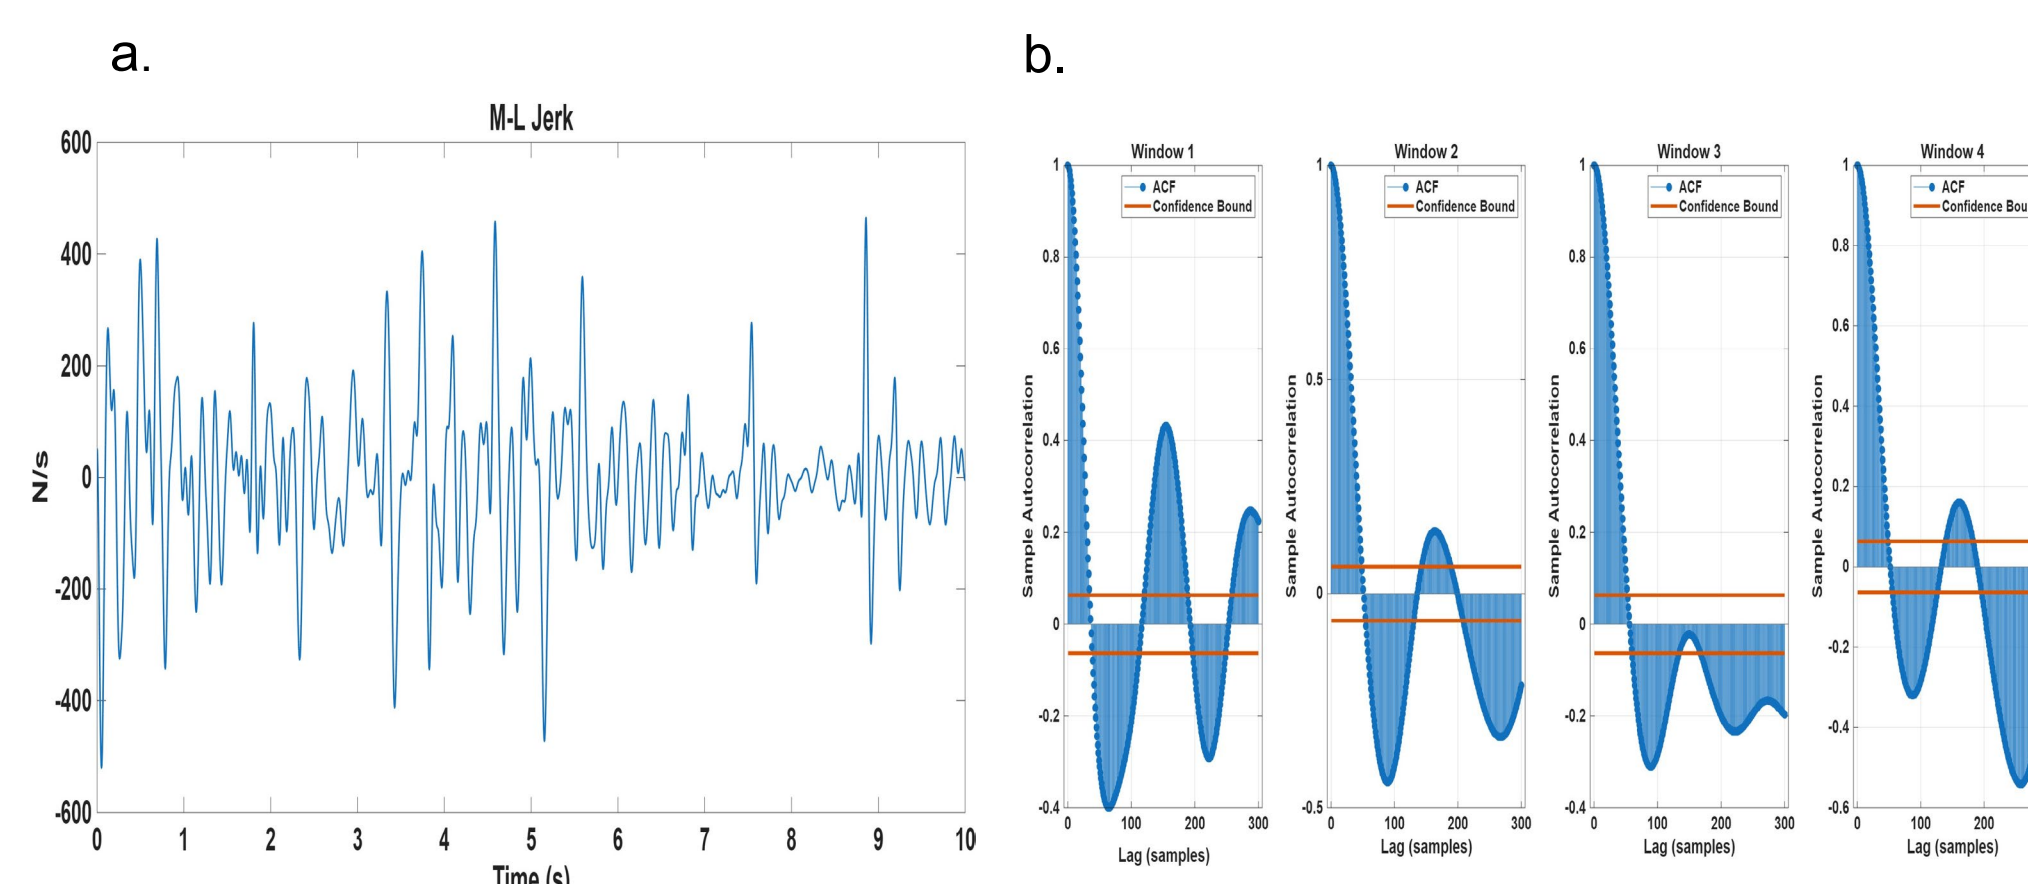 a.
M-L Jerk
600
400
200
0
-200
-400
-600
N/s
0 1 2 3 4 5 6 7 8 9 10
Time (s)
b.
Window 1
ACF
Confidence Bound
1
0.8
0.6
0.4
0.2
0
-0.2
-0.4
Sample Autocorrelation
0 100 200 300
Lag (samples)
Window 2
ACF
Confidence Bound
1
0.5
0
-0.5
Sample Autocorrelation
0 100 200 300
Lag (samples)
Window 3
ACF
Confidence Bound
1
0.8
0.6
0.4
0.2
0
-0.2
-0.4
Sample Autocorrelation
0 100 200 300
Lag (samples)
Window 4
ACF
Confidence Bou
1
0.8
0.6
0.4
0.2
0
-0.2
-0.4
-0.6
Sample Autocorrelation
0 100 200
Lag (samples)